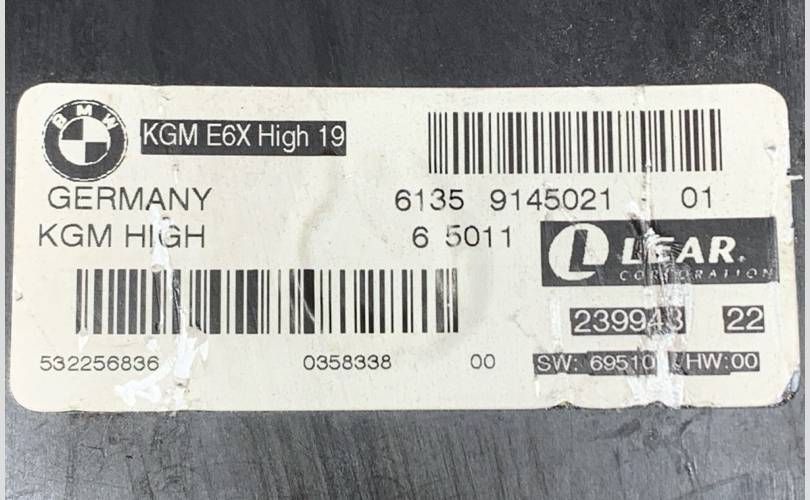 BMW
KGM E6X High 19
GERMANY
6135 9145021 01
KGM HIGH
6 5011
LEAR
CORPORATION
239943 22
532256836 0358338 00
SW: 69510 HW:00